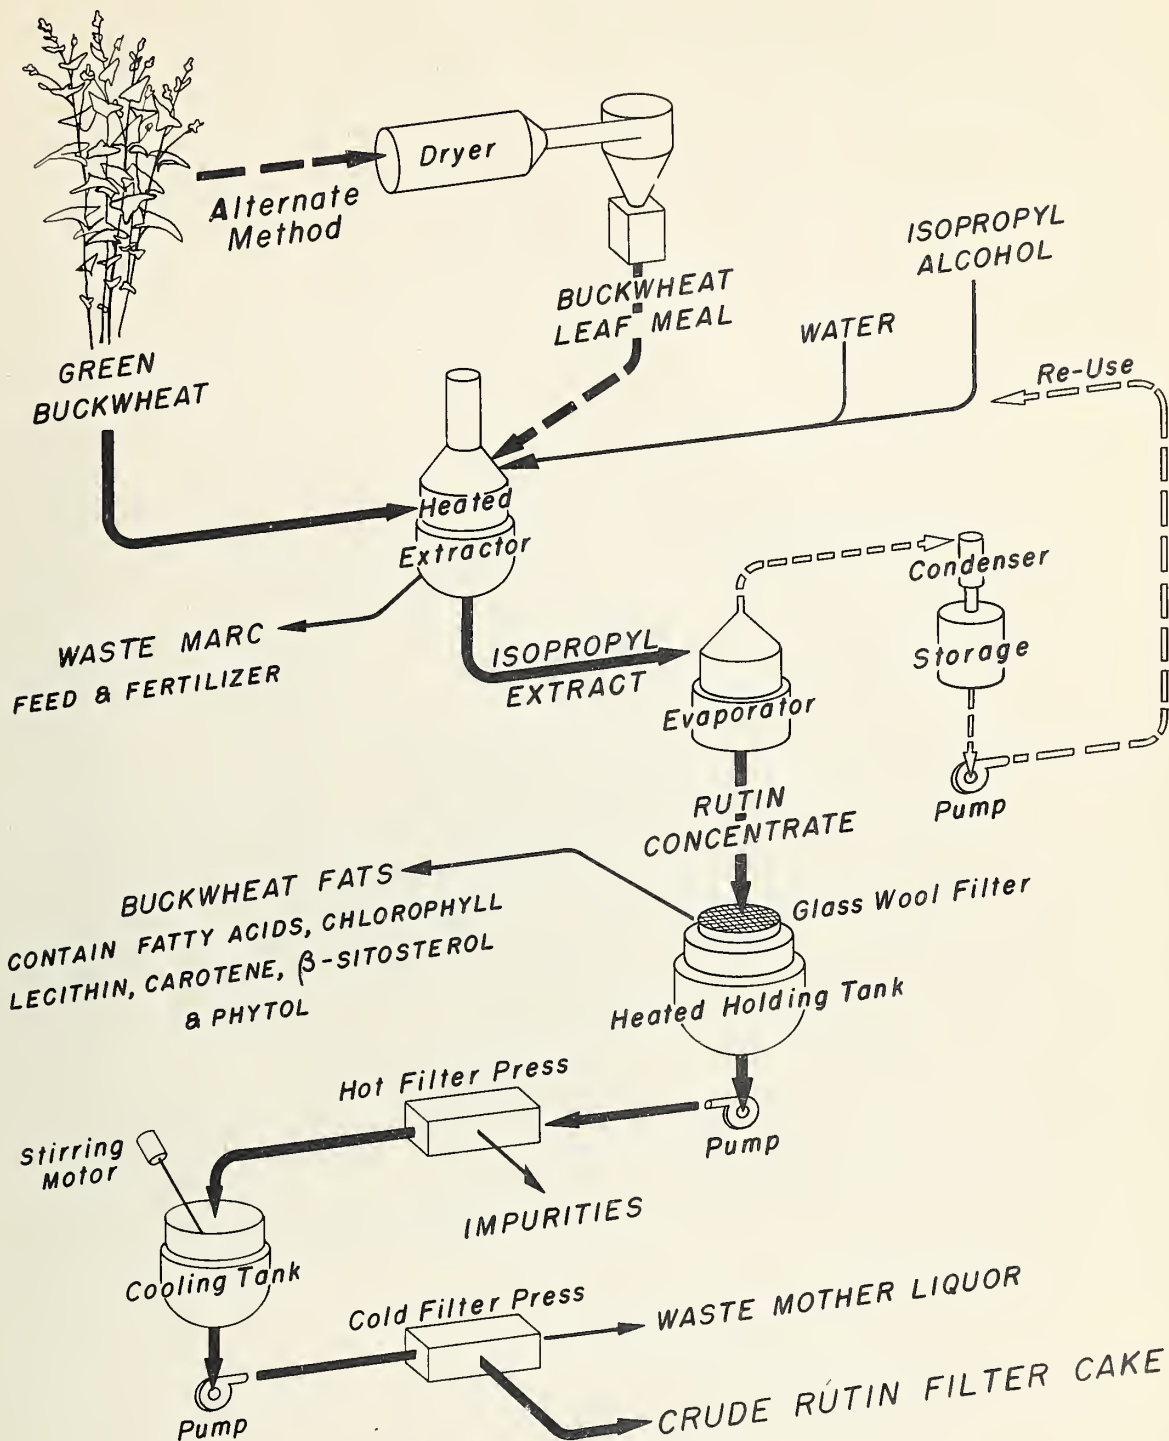 Dryer
Alternate
Method
ISOPROPYL
ALCOHOL
BUCKWHEAT
LEAF MEAL
WATER
GREEN
BUCKWHEAT
Re-Use
Heated
Extractor
Condenser
WASTE MARC
FEED & FERTILIZER
ISOPROPYL
EXTRACT
Storage
Evaporator
RUTIN
CONCENTRATE
Pump
BUCKWHEAT FATS
CONTAIN FATTY ACIDS, CHLOROPHYLL
LECITHIN, CAROTENE, β-SITOSTEROL
& PHYTOL
Glass Wool Filter
Heated Holding Tank
Hot Filter Press
Pump
Stirring
Motor
IMPURITIES
Cooling Tank
Cold Filter Press
WASTE MOTHER LIQUOR
Pump
CRUDE RUTIN FILTER CAKE